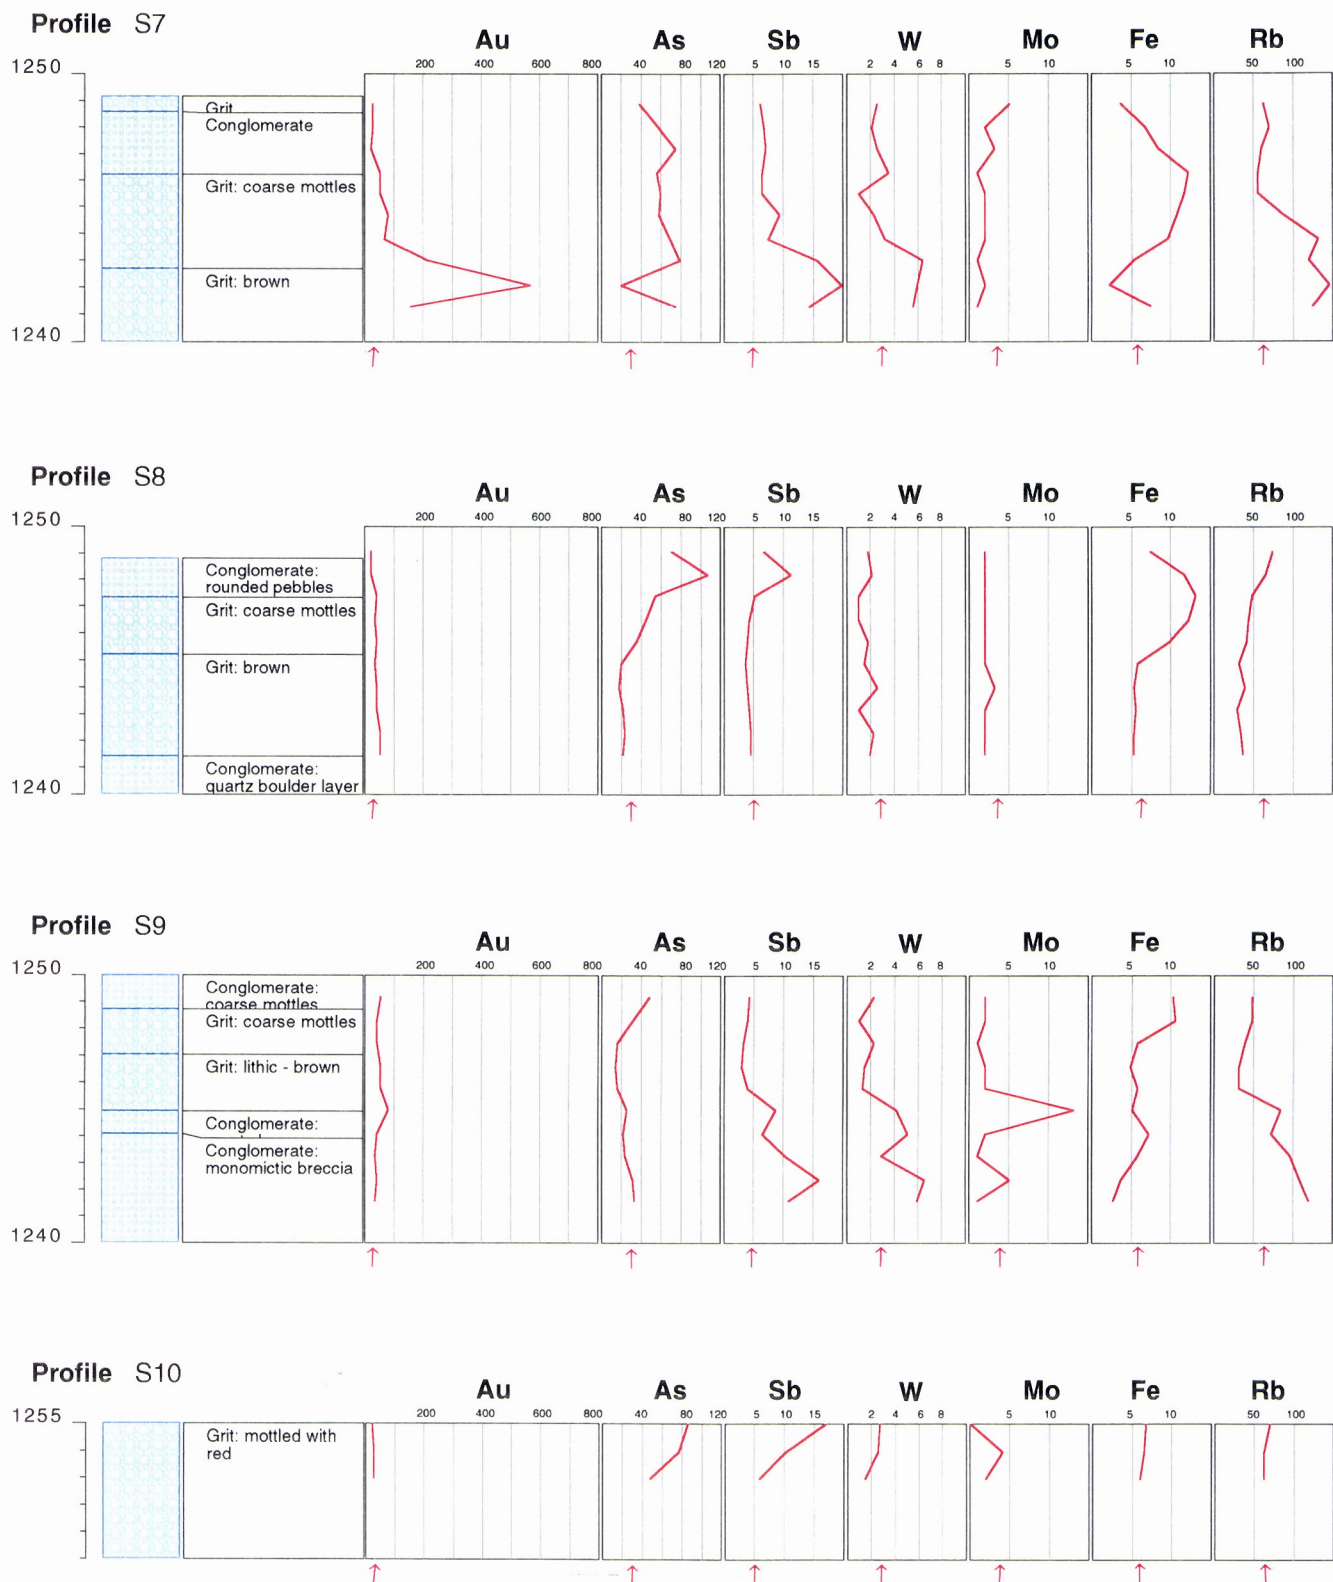 Profile S7
Au As Sb W Mo Fe Rb
1250 200 400 600 800 40 80 120 5 10 15 2 4 6 8 5 10 5 10 50 100
Grit
Conglomerate
Grit: coarse mottles
Grit: brown
1240
Profile S8
Au As Sb W Mo Fe Rb
1250 200 400 600 800 40 80 120 5 10 15 2 4 6 8 5 10 5 10 50 100
Conglomerate:
rounded pebbles
Grit: coarse mottles
Grit: brown
Conglomerate:
quartz boulder layer
1240
Profile S9
Au As Sb W Mo Fe Rb
1250 200 400 600 800 40 80 120 5 10 15 2 4 6 8 5 10 5 10 50 100
Conglomerate:
coarse mottles
Grit: coarse mottles
Grit: lithic - brown
Conglomerate:
Conglomerate:
monomictic breccia
1240
Profile S10
Au As Sb W Mo Fe Rb
1255 200 400 600 800 40 80 120 5 10 15 2 4 6 8 5 10 5 10 50 100
Grit: mottled with
red